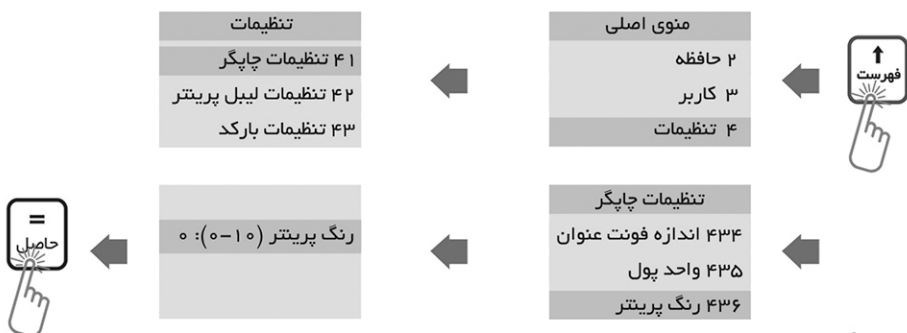 ↑
فهرست
منوی اصلی
۲ حافظه
۳ کاربر
۴ تنظیمات
تنظیمات
۴۱ تنظیمات چاپگر
۴۲ تنظیمات لیبل پرینتر
۴۳ تنظیمات بارکد
تنظیمات چاپگر
۴۳۴ اندازه فونت عنوان
۴۳۵ واحد پول
۴۳۶ رنگ پرینتر
رنگ پرینتر (۱۰-۰): ۰
=
حاصل